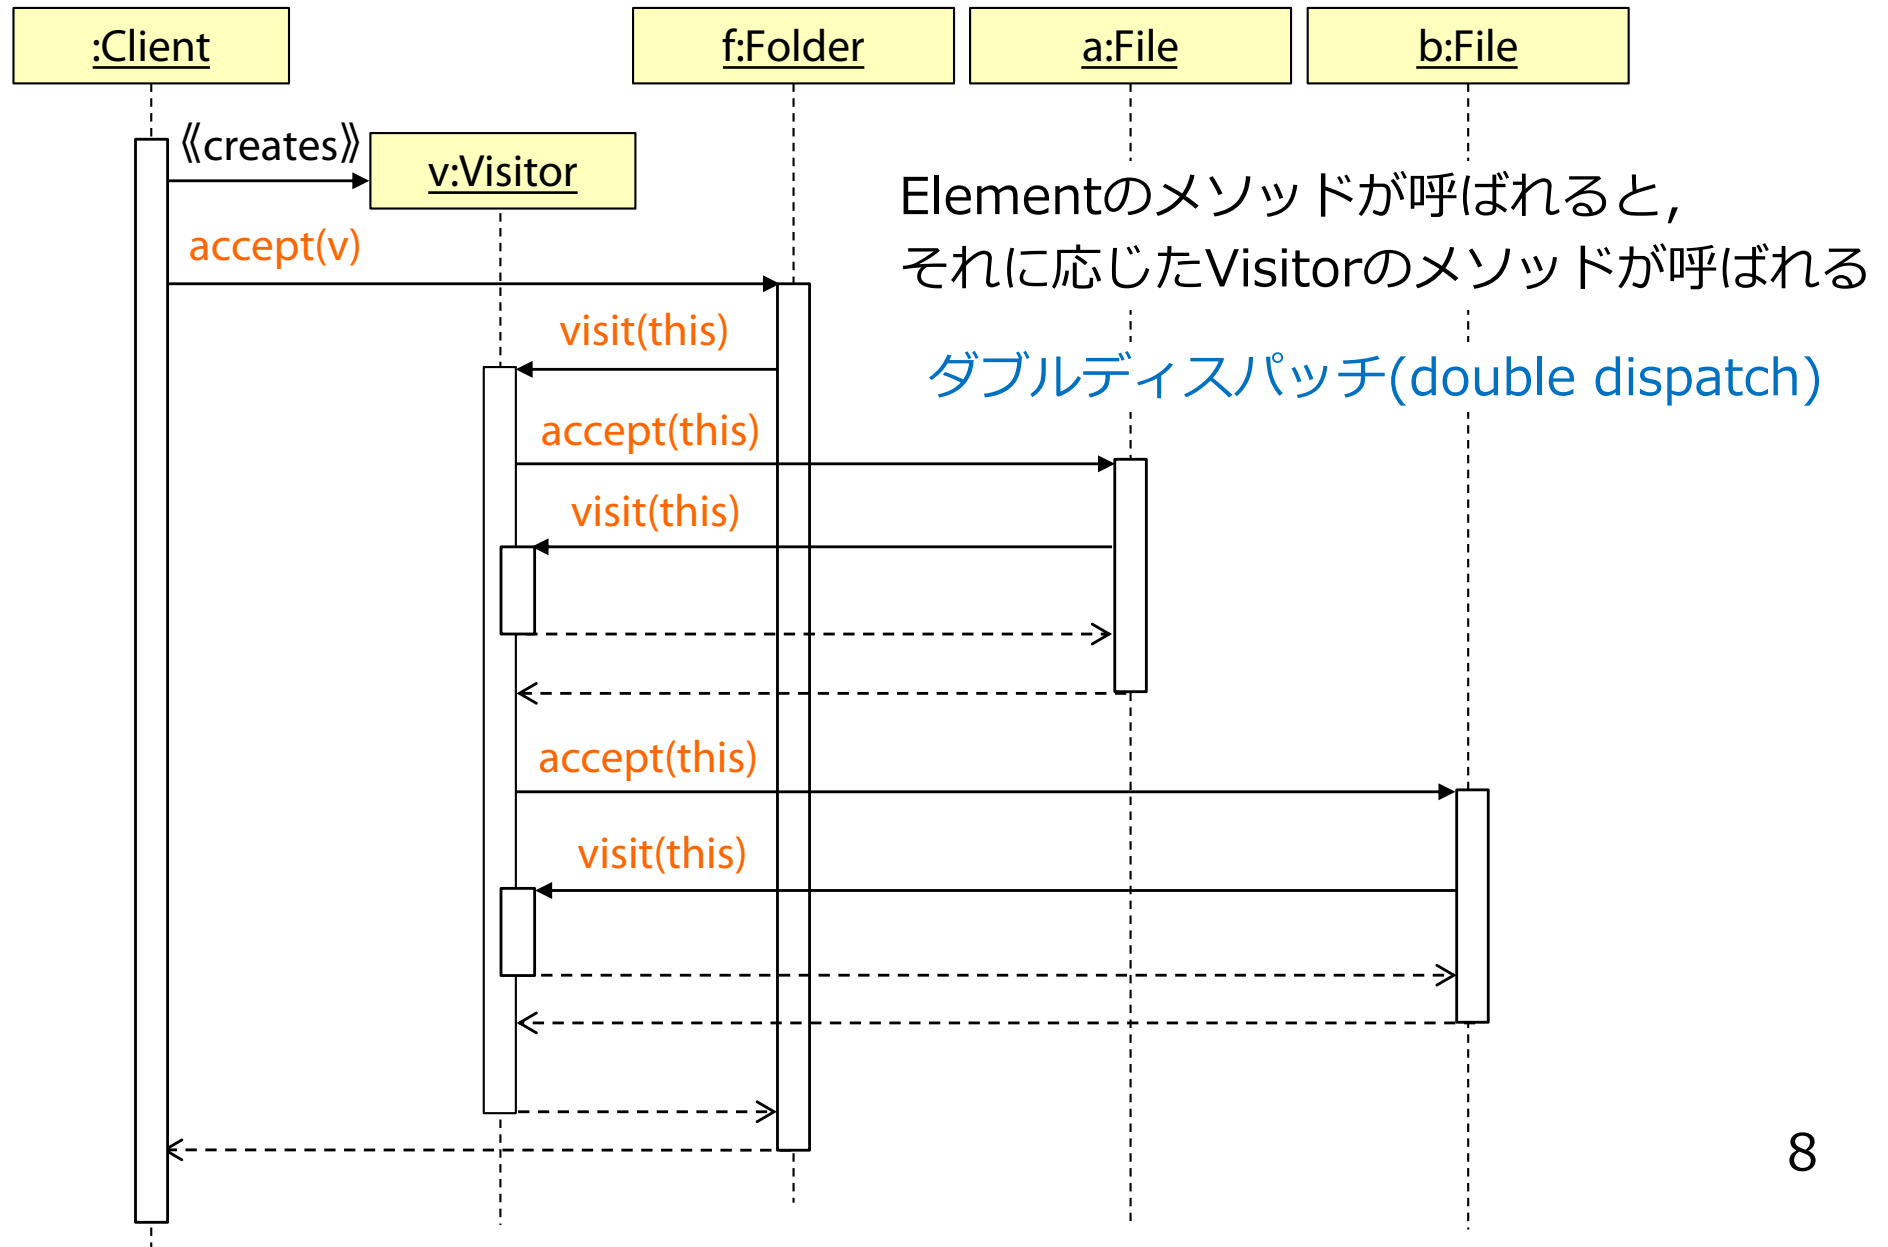 :Client
f:Folder
a:File
b:File
《creates》
v:Visitor
Elementのメソッドが呼ばれると,
それに応じたVisitorのメソッドが呼ばれる
accept(v)
visit(this)
ダブルディスパッチ(double dispatch)
accept(this)
visit(this)
accept(this)
visit(this)
8